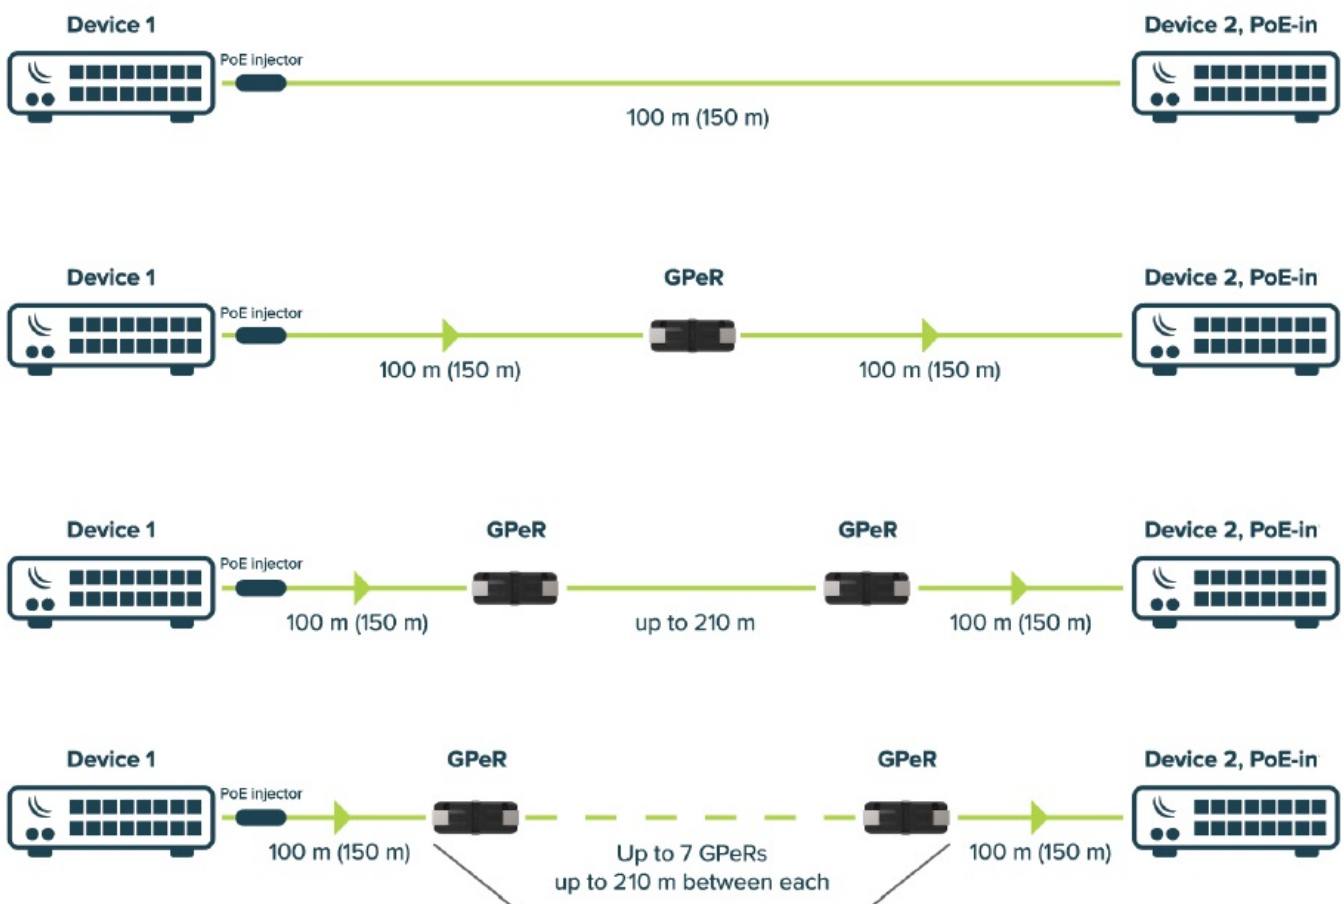 Device 1
Device 2, PoE-in
PoE injector
100 m (150 m)
Device 1
GPeR
Device 2, PoE-in
PoE injector
100 m (150 m)
100 m (150 m)
Device 1
GPeR
GPeR
Device 2, PoE-in
PoE injector
100 m (150 m)
up to 210 m
100 m (150 m)
Device 1
GPeR
GPeR
Device 2, PoE-in
PoE injector
100 m (150 m)
Up to 7 GPeRs
up to 210 m between each
100 m (150 m)